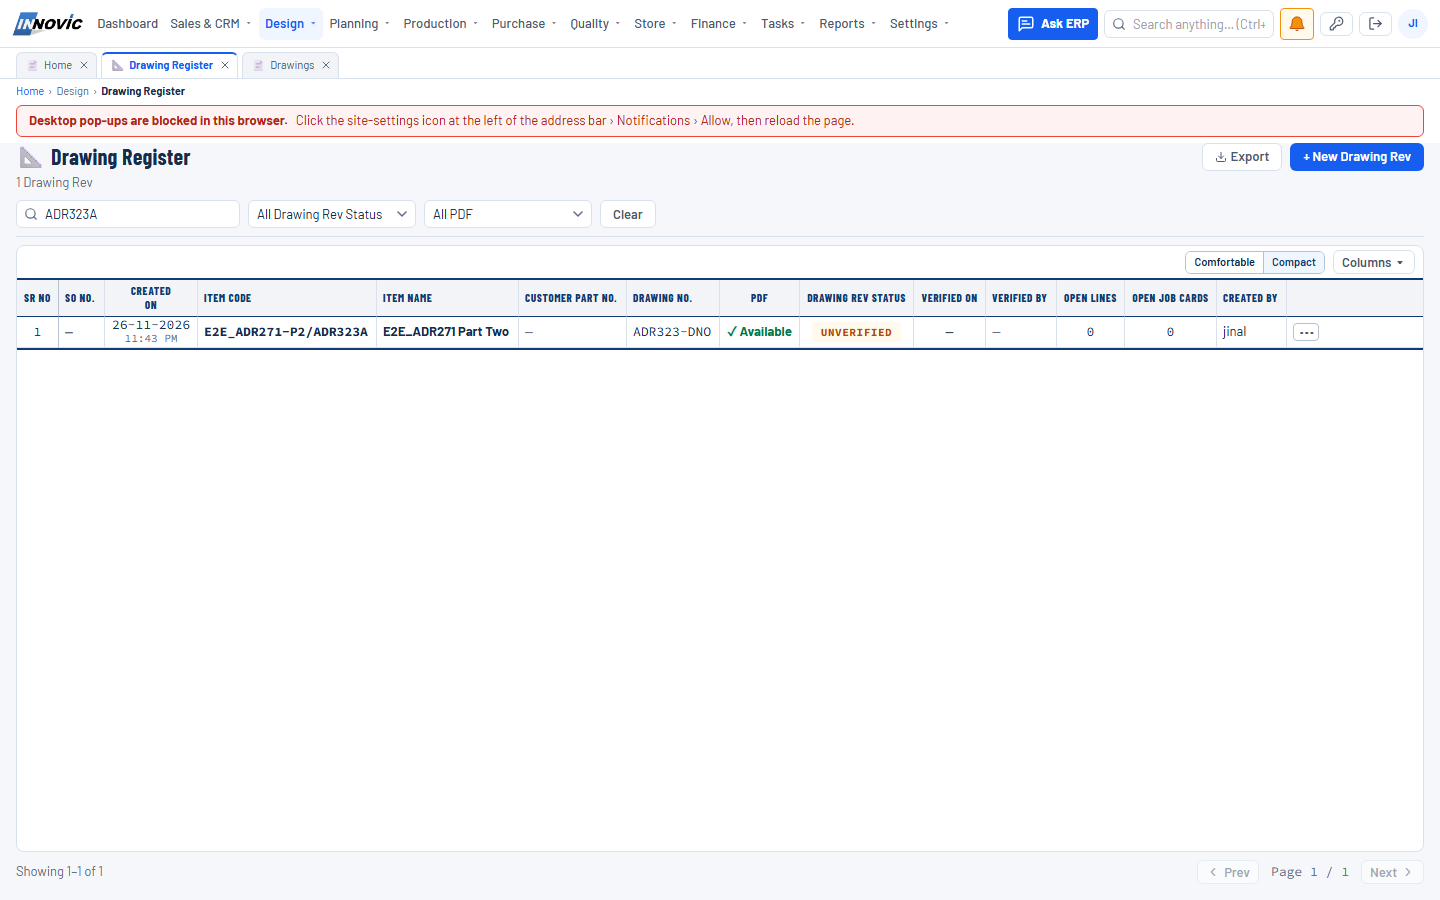 INNOVIC Dashboard Sales & CRM Design Planning Production Purchase Quality Store Finance Tasks Reports Settings Ask ERP Search anything... (Ctrl+ JI
Home Drawing Register Drawings
Home › Design › Drawing Register
Desktop pop-ups are blocked in this browser. Click the site-settings icon at the left of the address bar › Notifications › Allow, then reload the page.
Drawing Register Export + New Drawing Rev
1 Drawing Rev
ADR323A All Drawing Rev Status All PDF Clear
Comfortable Compact Columns
SR NO SO NO. CREATED ON ITEM CODE ITEM NAME CUSTOMER PART NO. DRAWING NO. PDF DRAWING REV STATUS VERIFIED ON VERIFIED BY OPEN LINES OPEN JOB CARDS CREATED BY
1 — 26-11-2026 E2E_ADR271-P2/ADR323A E2E_ADR271 Part Two — ADR323-DNO ✓ Available UNVERIFIED — — 0 0 jinal ---
11:43 PM
Showing 1–1 of 1 Prev Page 1 / 1 Next